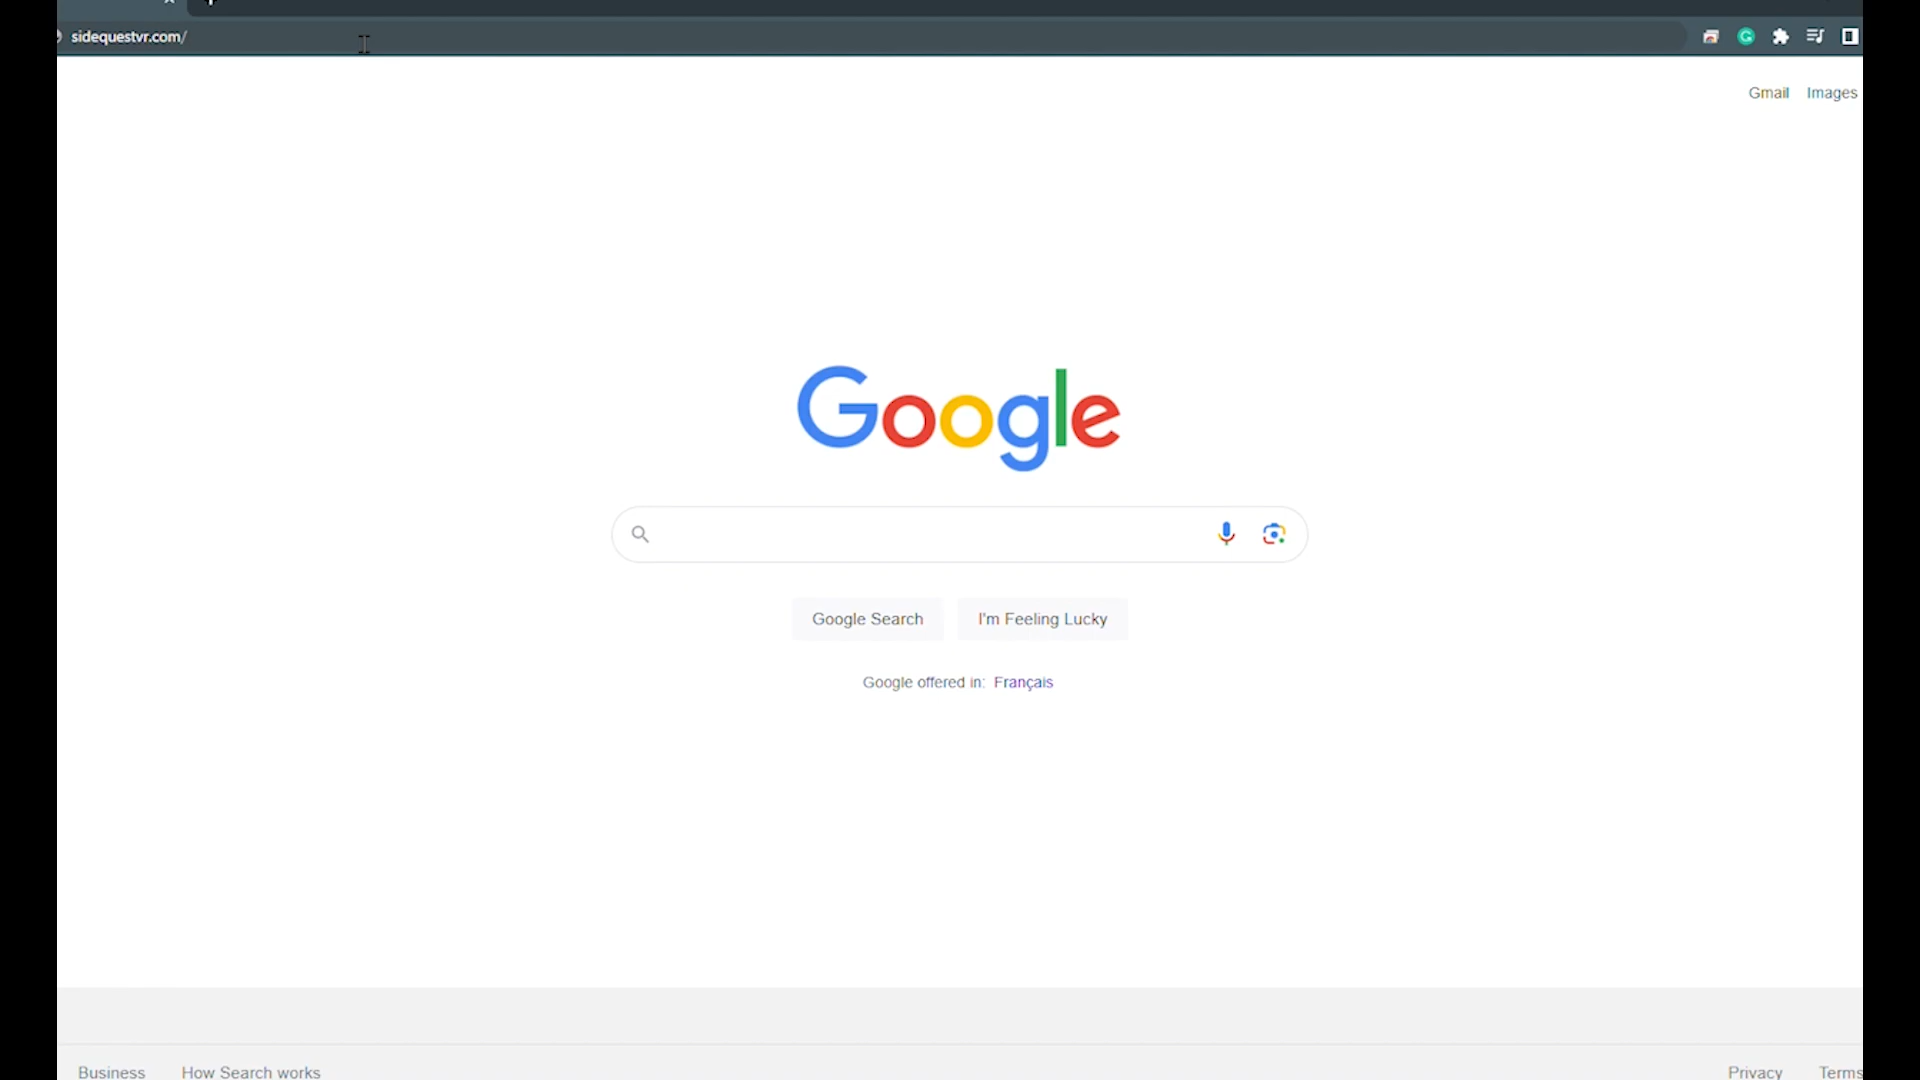 sidequestvr.com/
Gmail Images
Google
Google Search I'm Feeling Lucky
Google offered in: Français
Business How Search works Privacy Terms